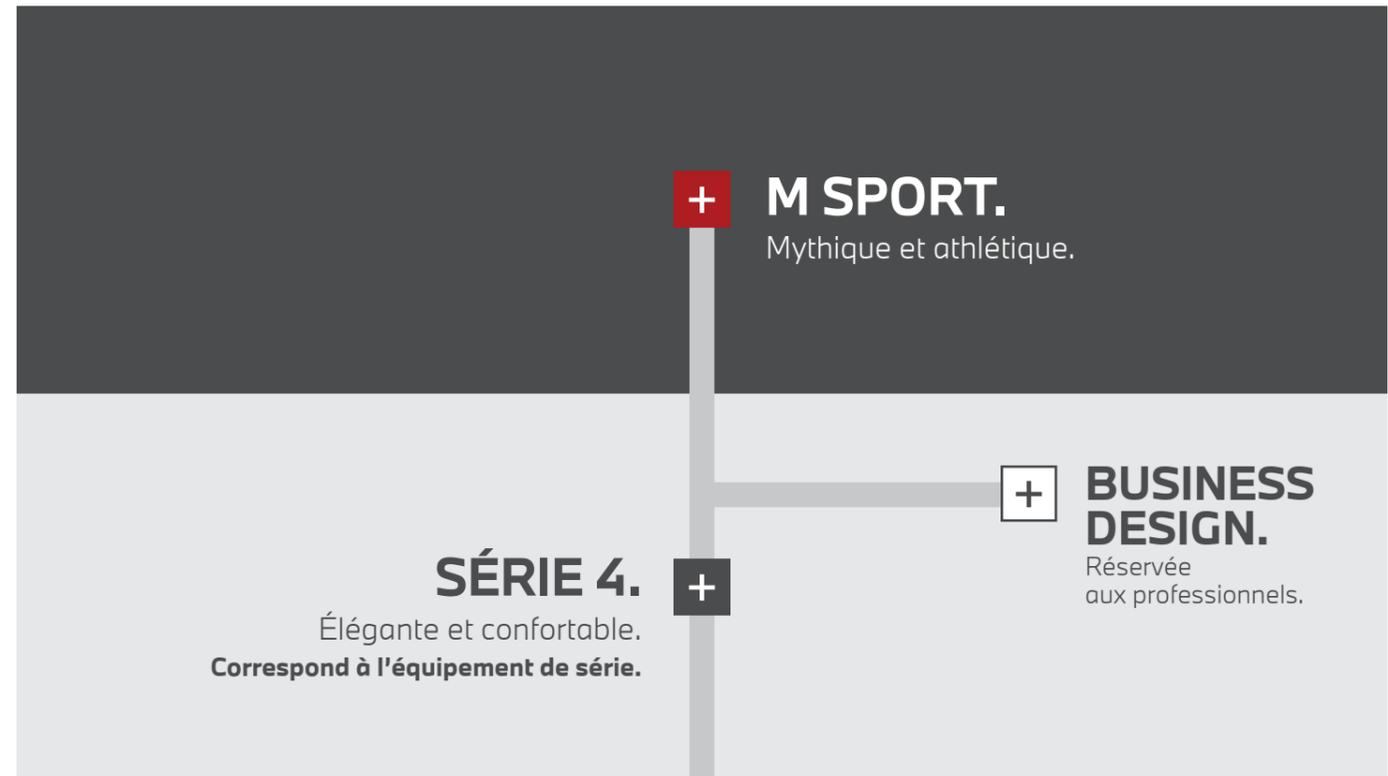 M SPORT.
Mythique et athlétique.
BUSINESS
DESIGN.
Réservée
aux professionnels.
SÉRIE 4.
Élégante et confortable.
Correspond à l'équipement de série.